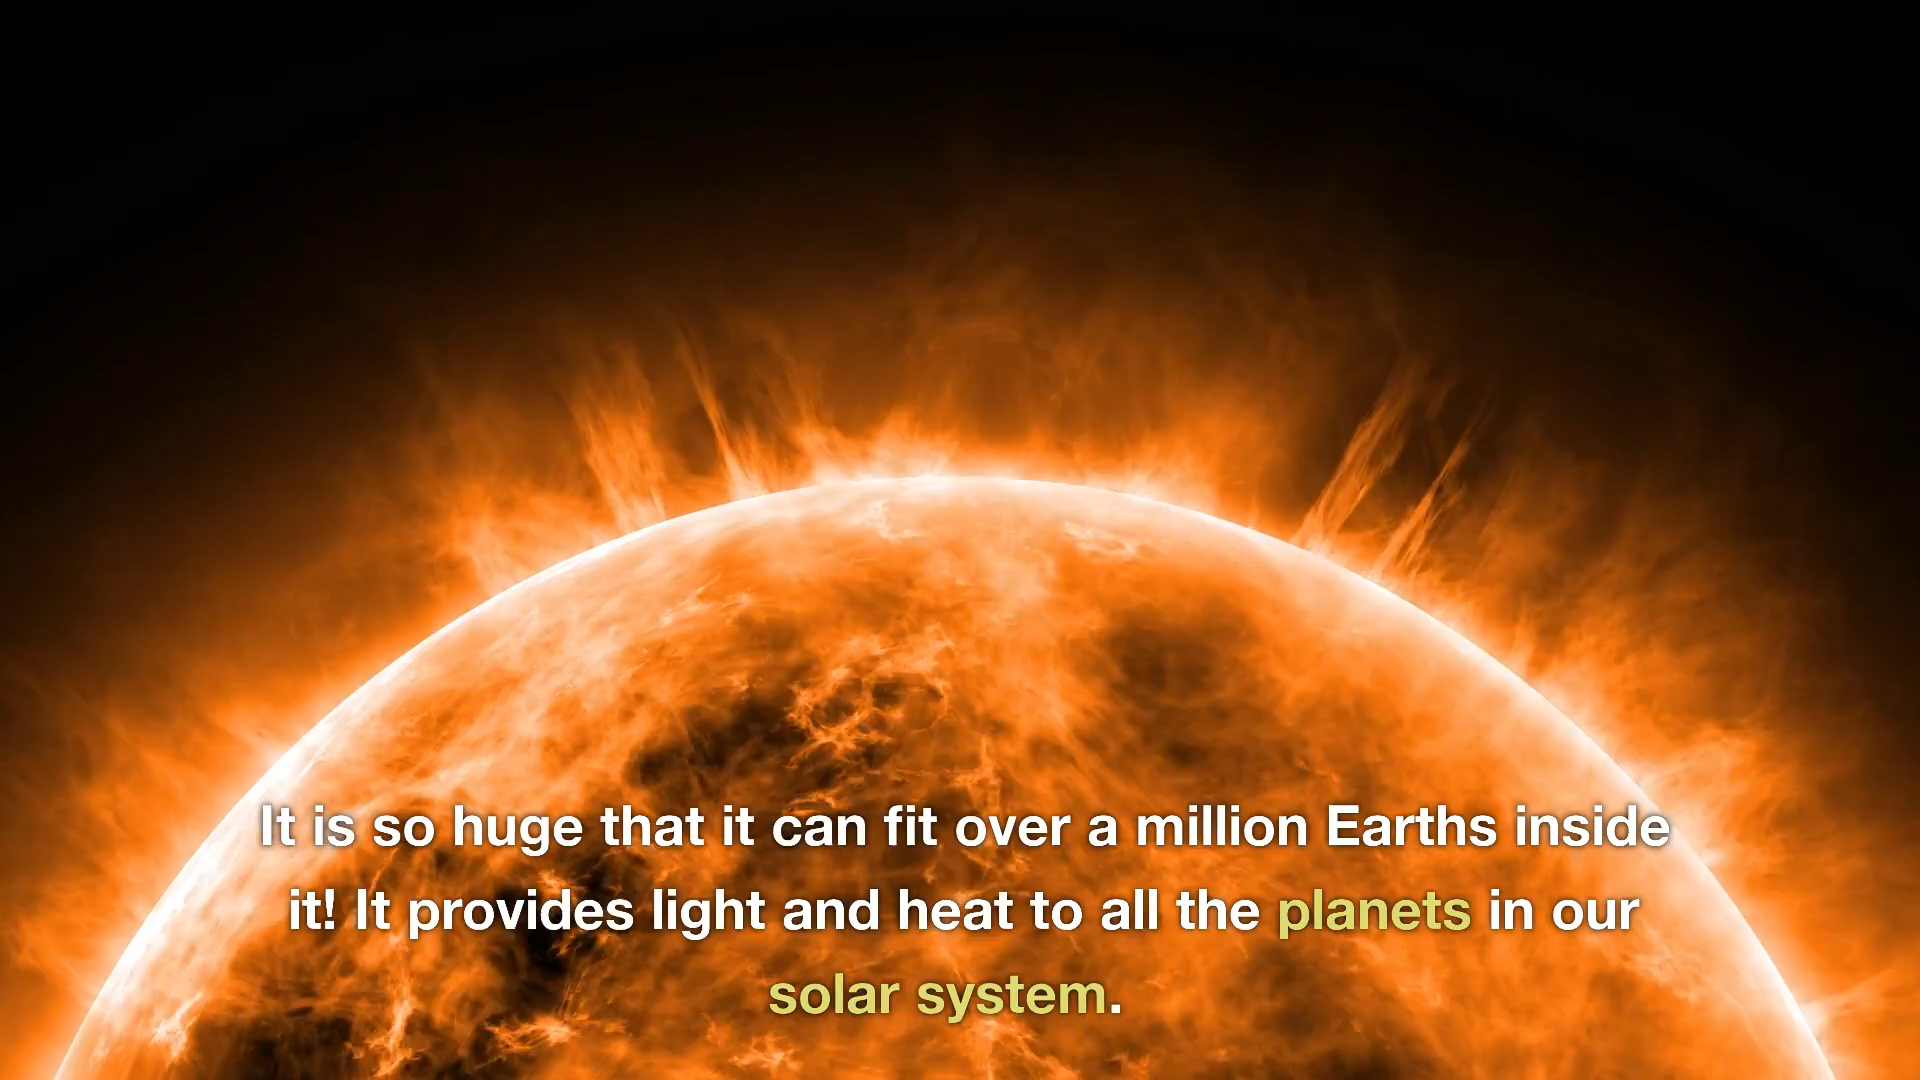 It is so huge that it can fit over a million Earths inside
it! It provides light and heat to all the planets in our
solar system.